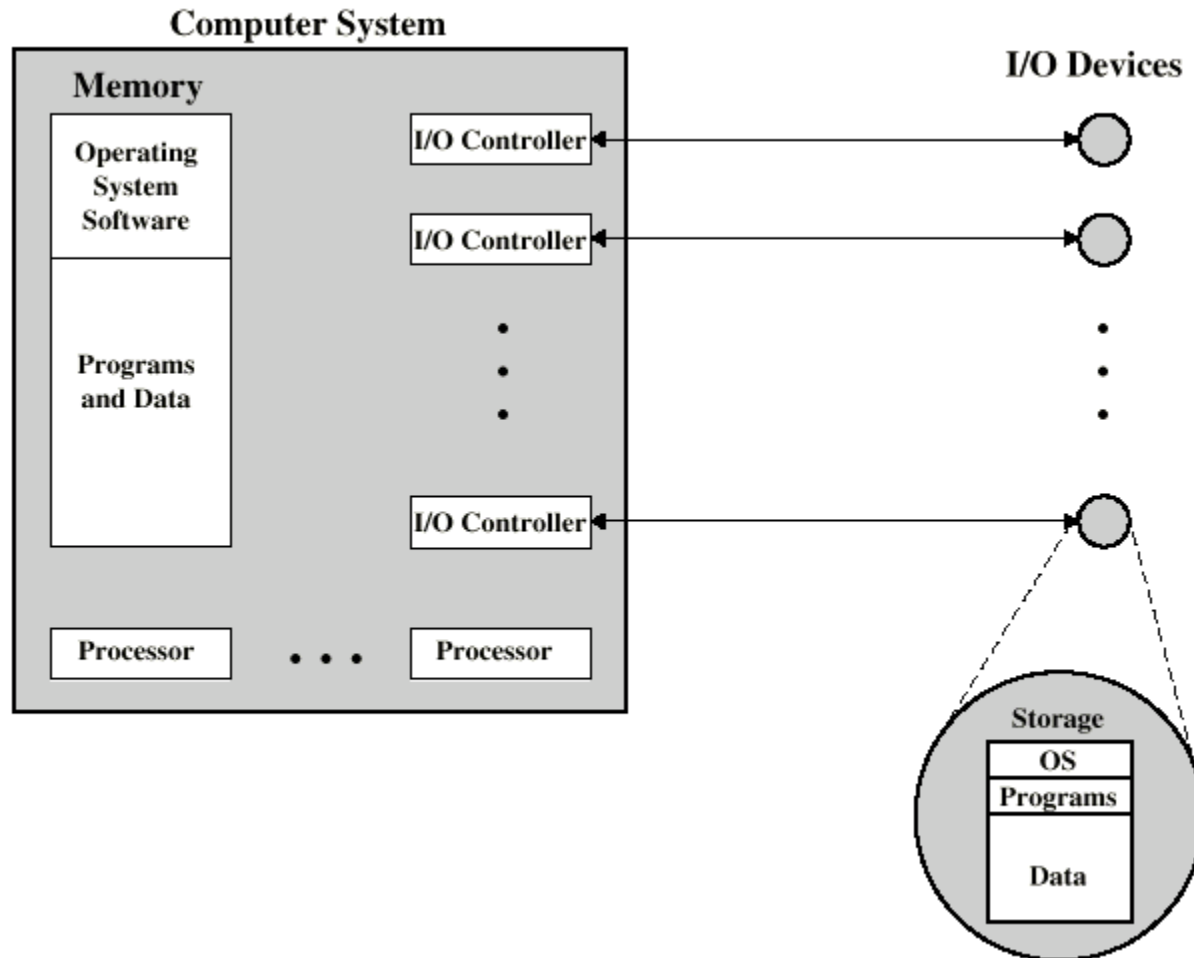 Computer System
I/O Devices
Memory
Operating
System
Software
Programs
and Data
I/O Controller
I/O Controller
I/O Controller
Processor
Processor
Storage
OS
Programs
Data